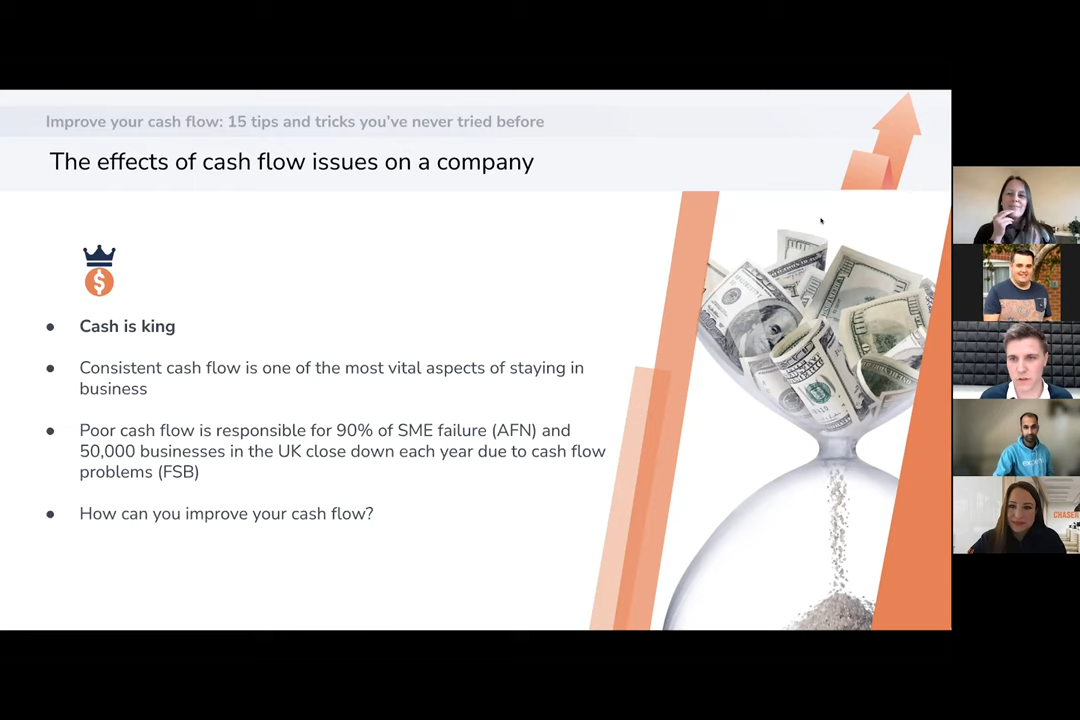 Improve your cash flow: 15 tips and tricks you've never tried before
The effects of cash flow issues on a company
$
● Cash is king
● Consistent cash flow is one of the most vital aspects of staying in
business
● Poor cash flow is responsible for 90% of SME failure (AFN) and
50,000 businesses in the UK close down each year due to cash flow
problems (FSB)
● How can you improve your cash flow?
CHASER